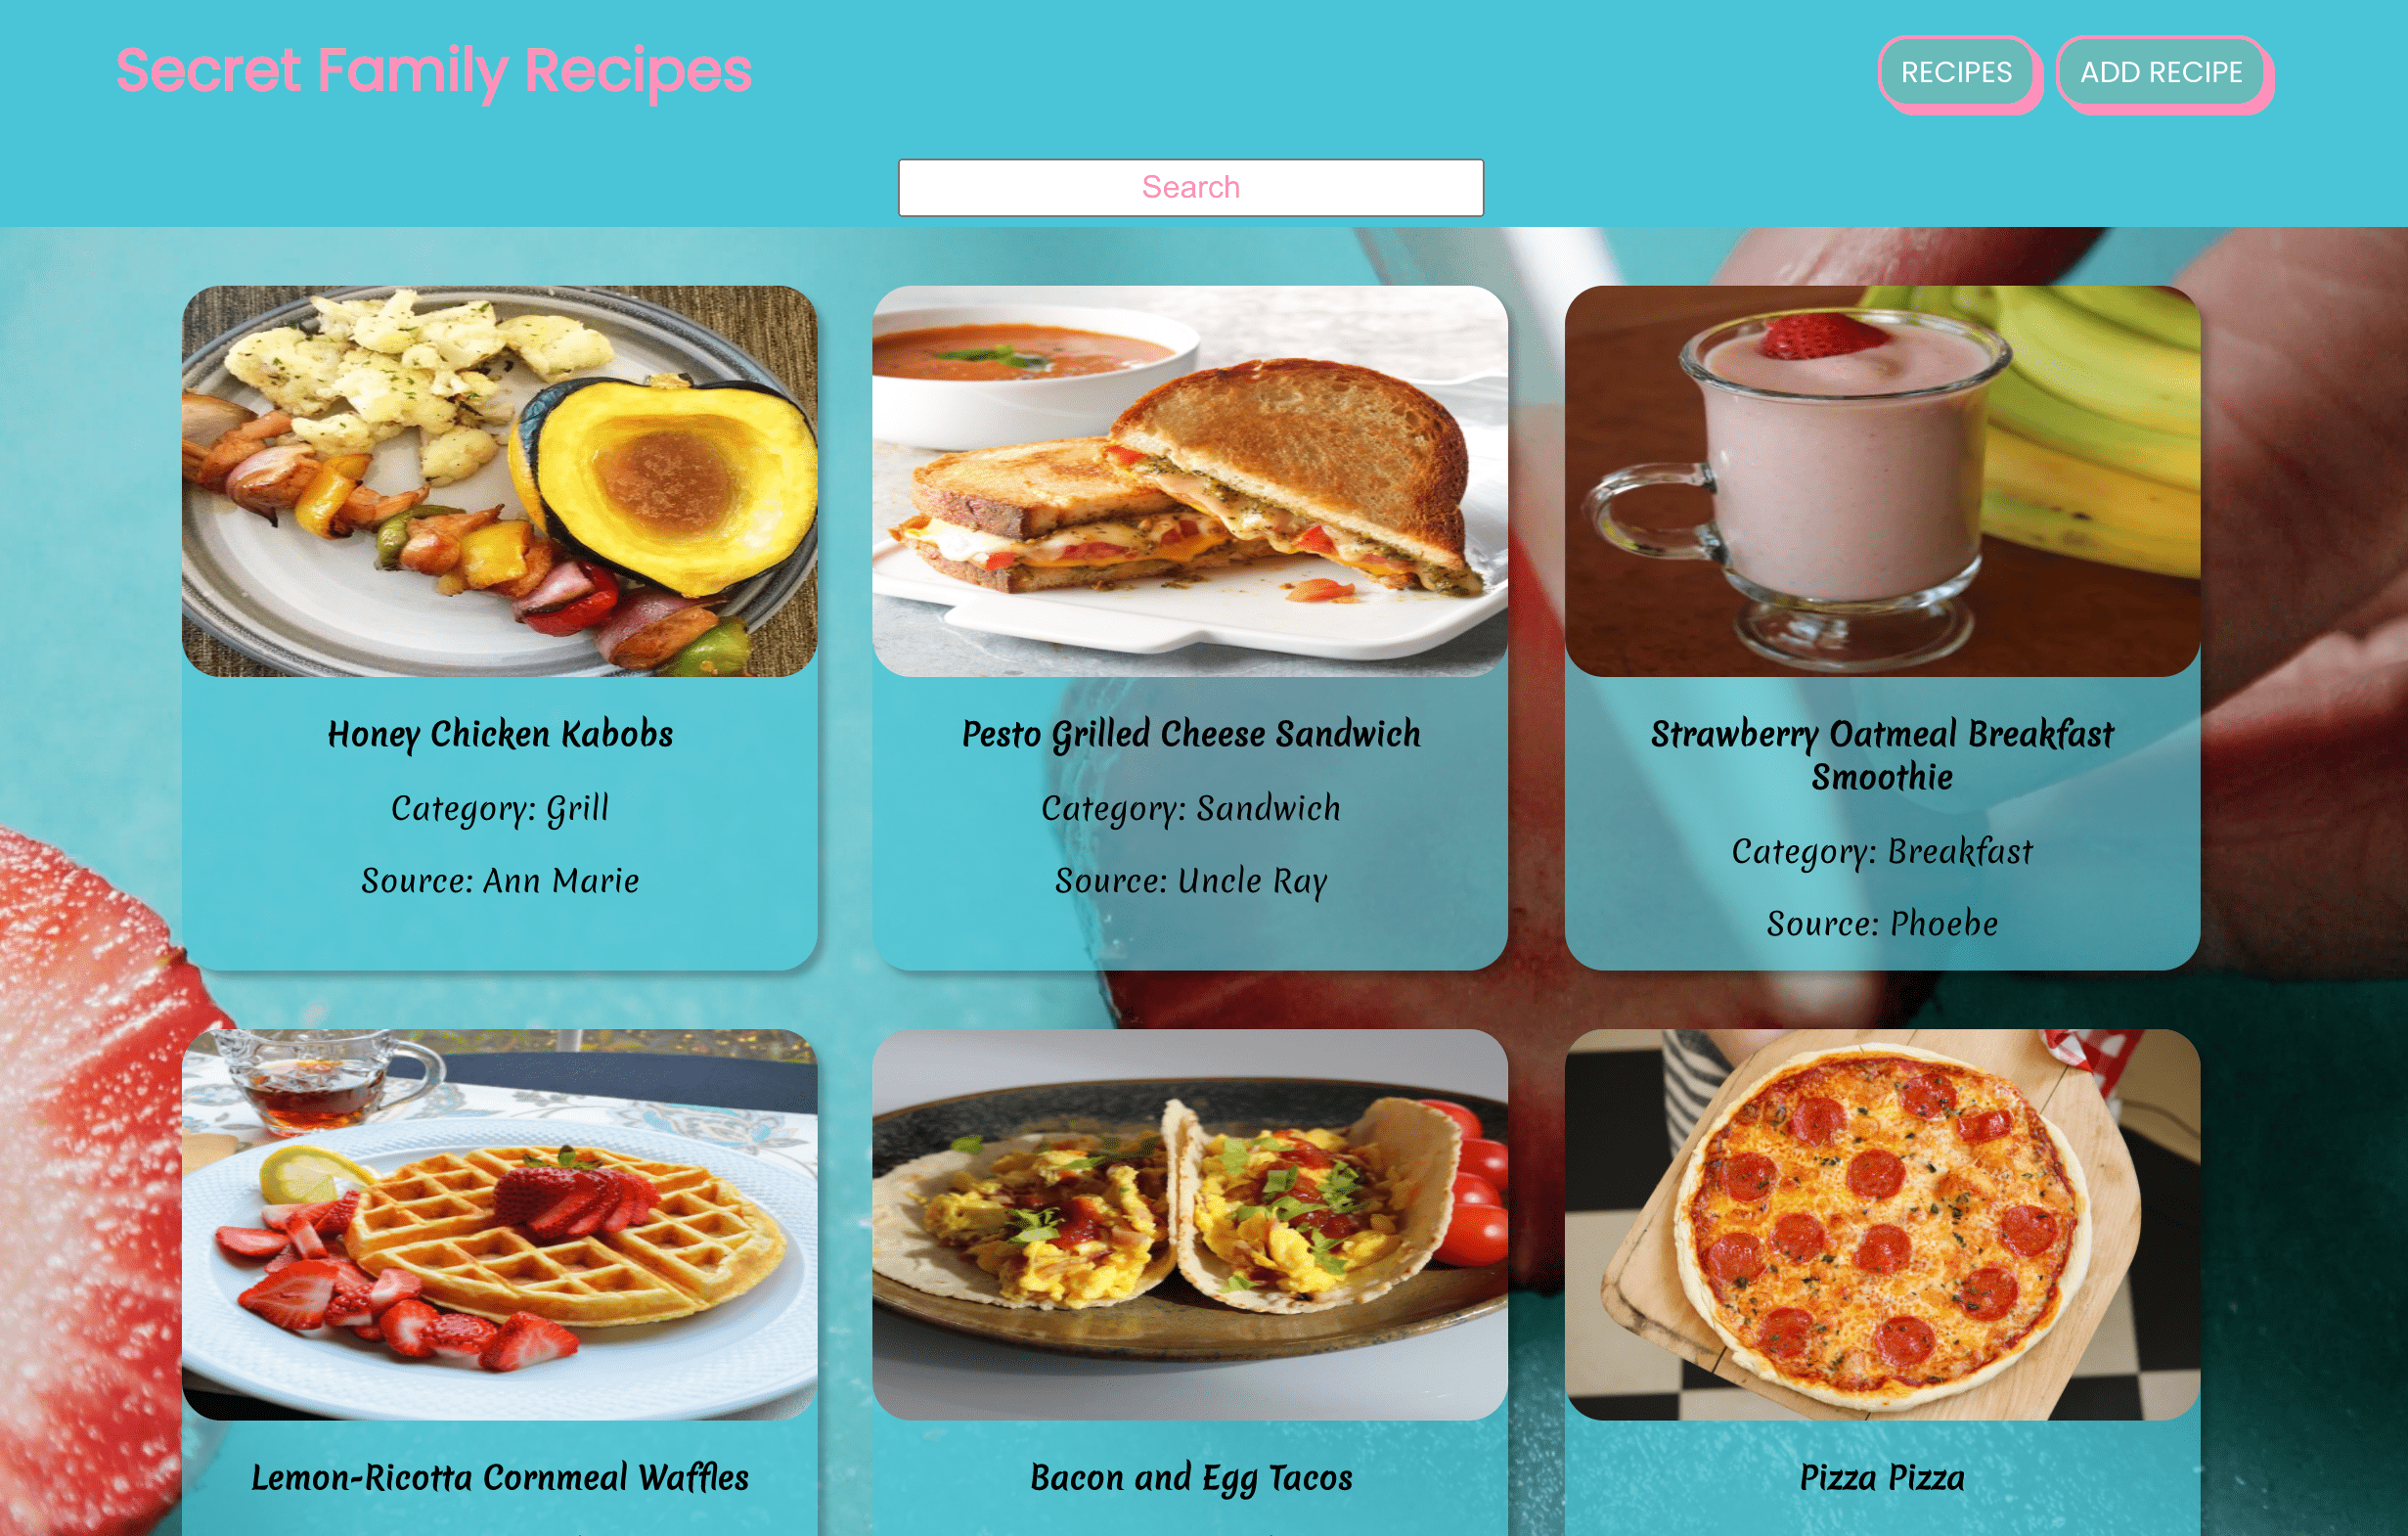 Secret Family Recipes
RECIPES
ADD RECIPE
Search
Honey Chicken Kabobs
Category: Grill
Source: Ann Marie
Pesto Grilled Cheese Sandwich
Category: Sandwich
Source: Uncle Ray
Strawberry Oatmeal Breakfast
Smoothie
Category: Breakfast
Source: Phoebe
Lemon-Ricotta Cornmeal Waffles
Bacon and Egg Tacos
Pizza Pizza